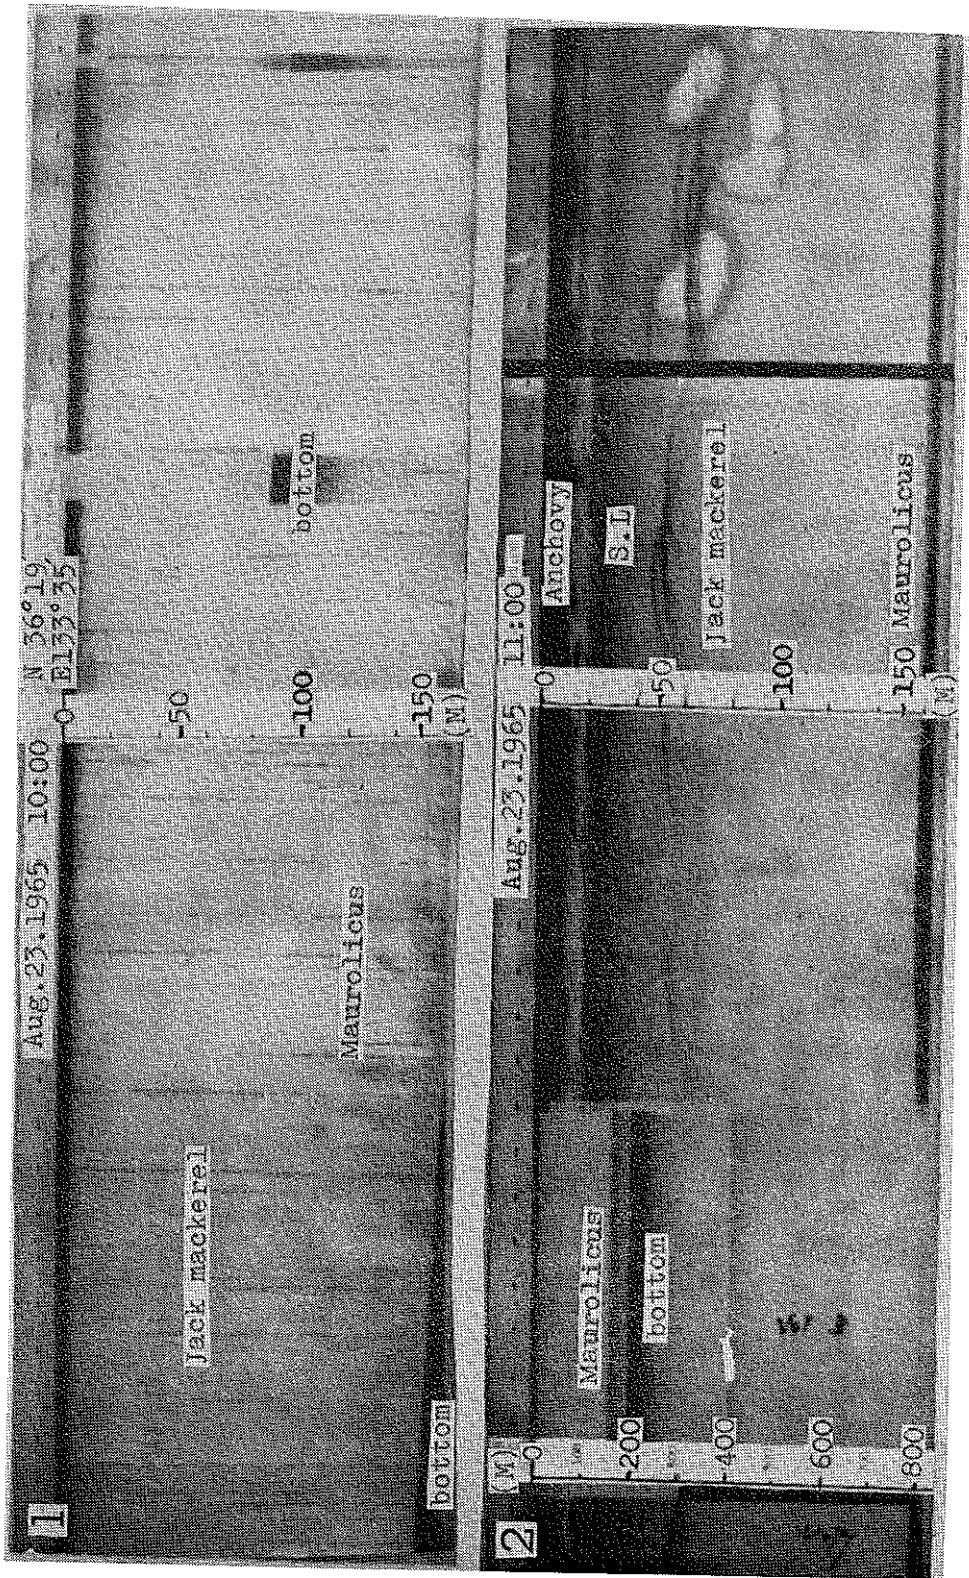 1
Aug.23.1965 10:00
N 36°19′
E133°35′
0
50
100
150
(M)
Jack mackerel
Maurolicus
bottom
bottom
2
Aug.23.1965 11:00
(M)
0
200
400
600
800
Maurolicus
bottom
0
50
100
150
(M)
Anchovy
S.L
Jack mackerel
Maurolicus